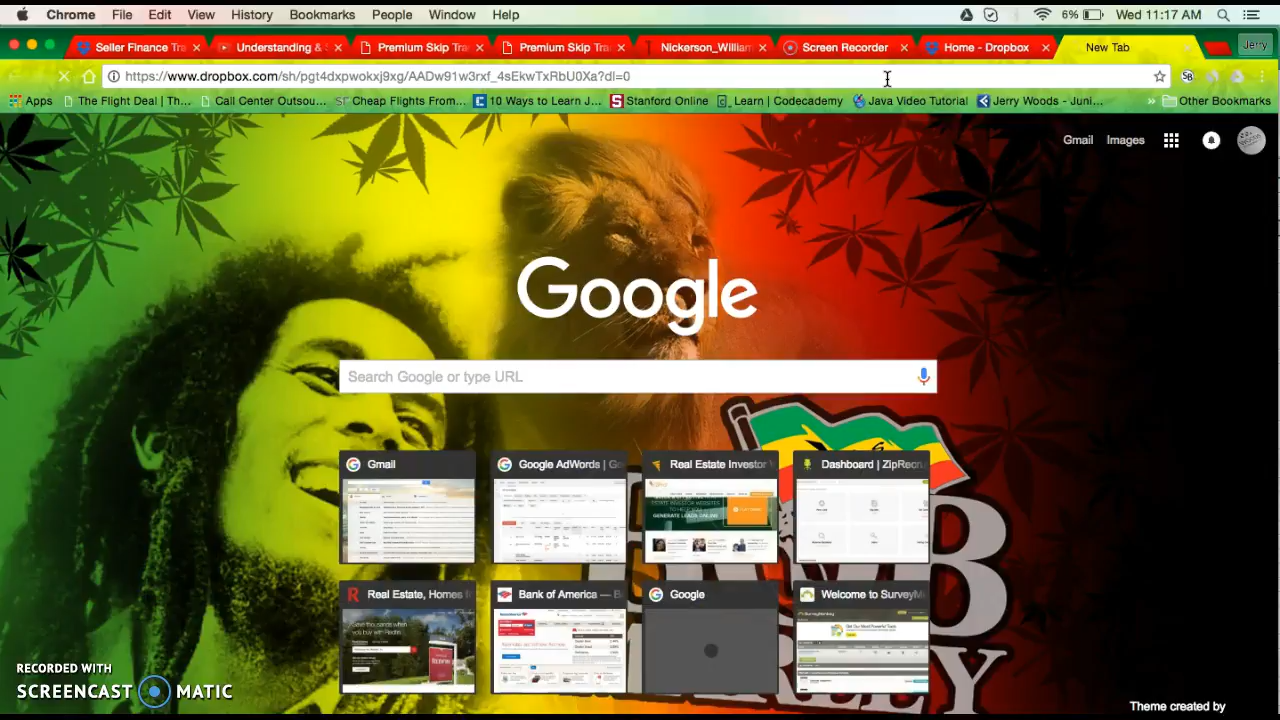 Chrome File Edit View History Bookmarks People Window Help 6% Wed 11:17 AM
Seller Finance Tra Understanding & Premium Skip Tra Premium Skip Tra Nickerson_William Screen Recorder Home - Dropbox New Tab Jerry
https://www.dropbox.com/sh/pgt4dxpwokxj9xg/AADw91w3rxf_4sEkwTxRbU0Xa?dl=0
Apps The Flight Deal | Th... Call Center Outsou... Cheap Flights From... 10 Ways to Learn J... Stanford Online Learn | Codecademy Java Video Tutorial Jerry Woods - Juni... » Other Bookmarks
Gmail Images
Google
Search Google or type URL
Gmail Google AdWords | Go Real Estate Investor Dashboard | ZipRecr
Real Estate, Homes Bank of America — Google Welcome to SurveyM
RECORDED WITH
SCREENCAST MATIC
Theme created by